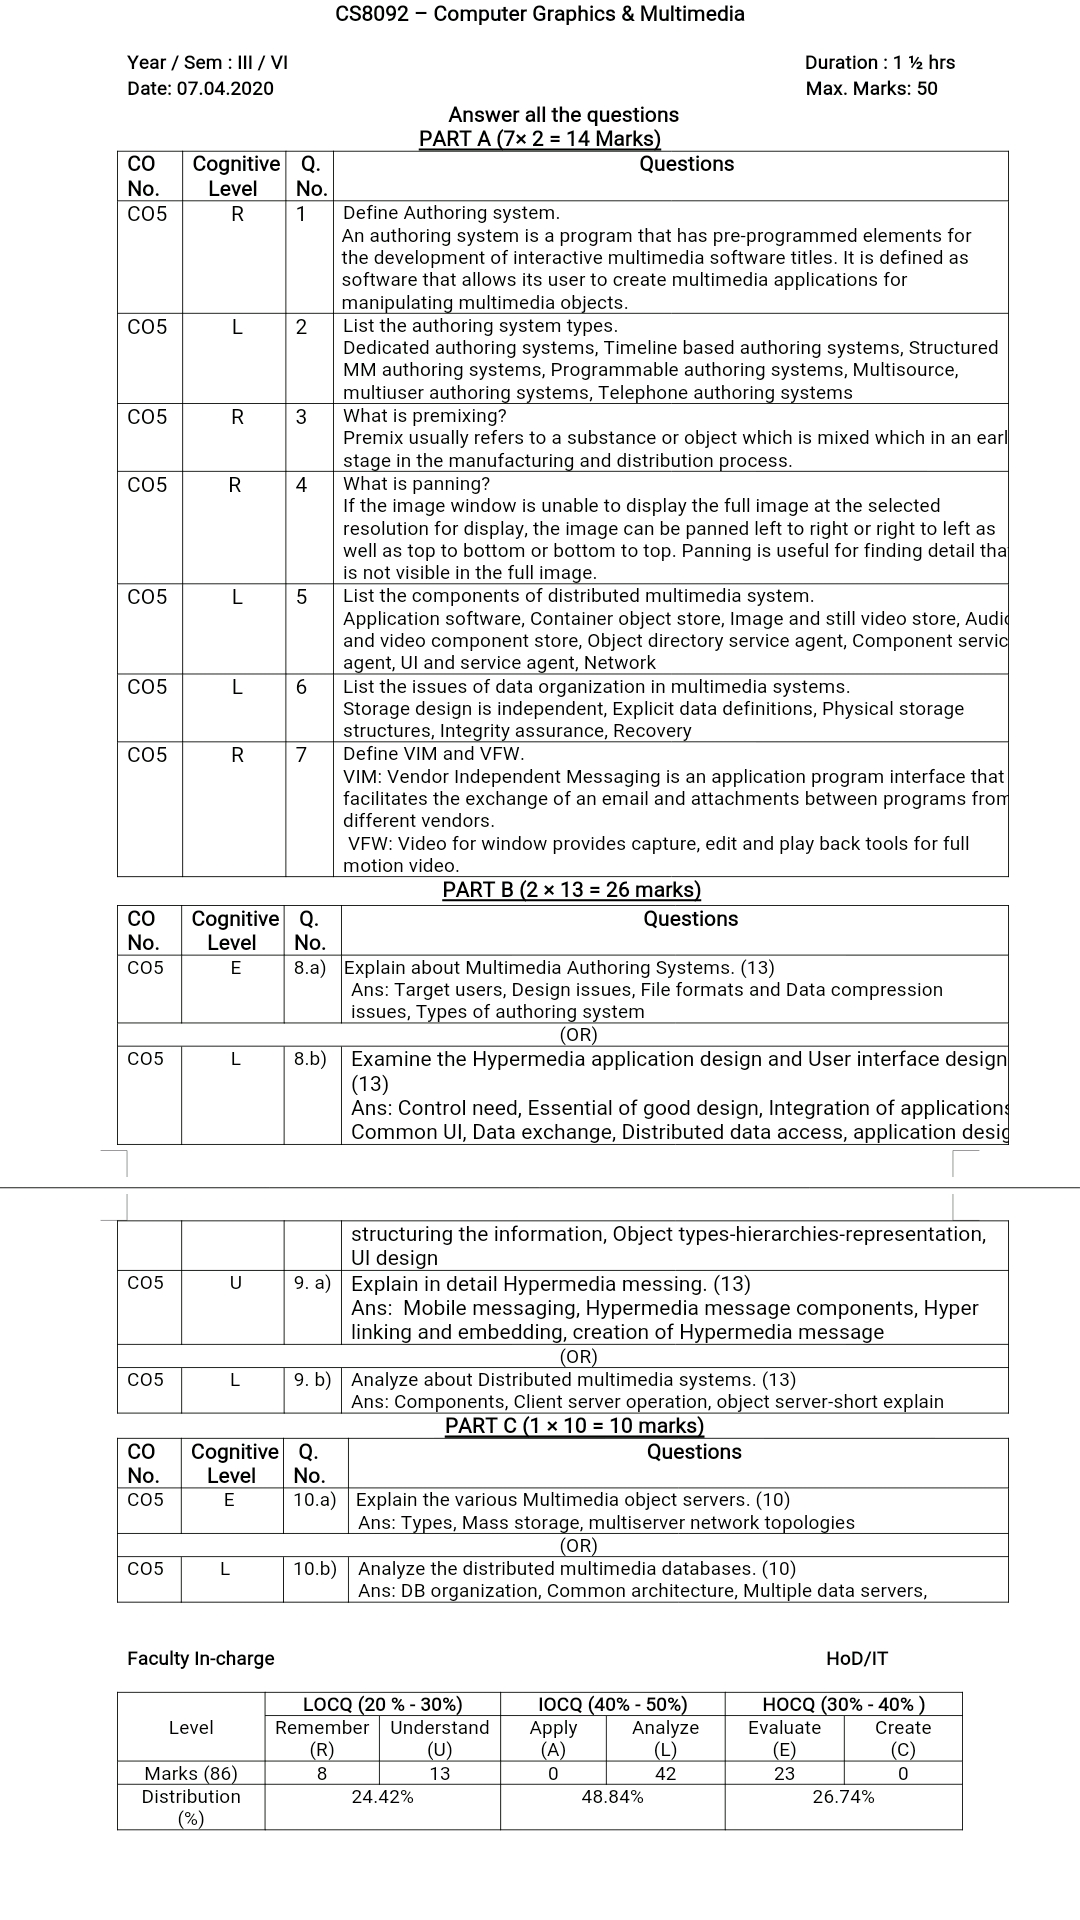 CS8092 – Computer Graphics & Multimedia
Year / Sem : III / VI Duration : 1 ½ hrs
Date: 07.04.2020 Max. Marks: 50
Answer all the questions
PART A (7× 2 = 14 Marks)
CO No. Cognitive Level Q. No. Questions
CO5 R 1 Define Authoring system.
An authoring system is a program that has pre-programmed elements for
the development of interactive multimedia software titles. It is defined as
software that allows its user to create multimedia applications for
manipulating multimedia objects.
CO5 L 2 List the authoring system types.
Dedicated authoring systems, Timeline based authoring systems, Structured
MM authoring systems, Programmable authoring systems, Multisource,
multiuser authoring systems, Telephone authoring systems
CO5 R 3 What is premixing?
Premix usually refers to a substance or object which is mixed which in an earl
stage in the manufacturing and distribution process.
CO5 R 4 What is panning?
If the image window is unable to display the full image at the selected
resolution for display, the image can be panned left to right or right to left as
well as top to bottom or bottom to top. Panning is useful for finding detail tha
is not visible in the full image.
CO5 L 5 List the components of distributed multimedia system.
Application software, Container object store, Image and still video store, Audio
and video component store, Object directory service agent, Component servic
agent, UI and service agent, Network
CO5 L 6 List the issues of data organization in multimedia systems.
Storage design is independent, Explicit data definitions, Physical storage
structures, Integrity assurance, Recovery
CO5 R 7 Define VIM and VFW.
VIM: Vendor Independent Messaging is an application program interface that
facilitates the exchange of an email and attachments between programs from
different vendors.
VFW: Video for window provides capture, edit and play back tools for full
motion video.
PART B (2 × 13 = 26 marks)
CO No. Cognitive Level Q. No. Questions
CO5 E 8.a) Explain about Multimedia Authoring Systems. (13)
Ans: Target users, Design issues, File formats and Data compression
issues, Types of authoring system
(OR)
CO5 L 8.b) Examine the Hypermedia application design and User interface design
(13)
Ans: Control need, Essential of good design, Integration of applications
Common UI, Data exchange, Distributed data access, application desig
structuring the information, Object types-hierarchies-representation,
UI design
CO5 U 9. a) Explain in detail Hypermedia messing. (13)
Ans: Mobile messaging, Hypermedia message components, Hyper
linking and embedding, creation of Hypermedia message
(OR)
CO5 L 9. b) Analyze about Distributed multimedia systems. (13)
Ans: Components, Client server operation, object server-short explain
PART C (1 × 10 = 10 marks)
CO No. Cognitive Level Q. No. Questions
CO5 E 10.a) Explain the various Multimedia object servers. (10)
Ans: Types, Mass storage, multiserver network topologies
(OR)
CO5 L 10.b) Analyze the distributed multimedia databases. (10)
Ans: DB organization, Common architecture, Multiple data servers,
Faculty In-charge HoD/IT
Level LOCQ (20 % - 30%) IOCQ (40% - 50%) HOCQ (30% - 40% )
Remember (R) Understand (U) Apply (A) Analyze (L) Evaluate (E) Create (C)
Marks (86) 8 13 0 42 23 0
Distribution (%) 24.42% 48.84% 26.74%